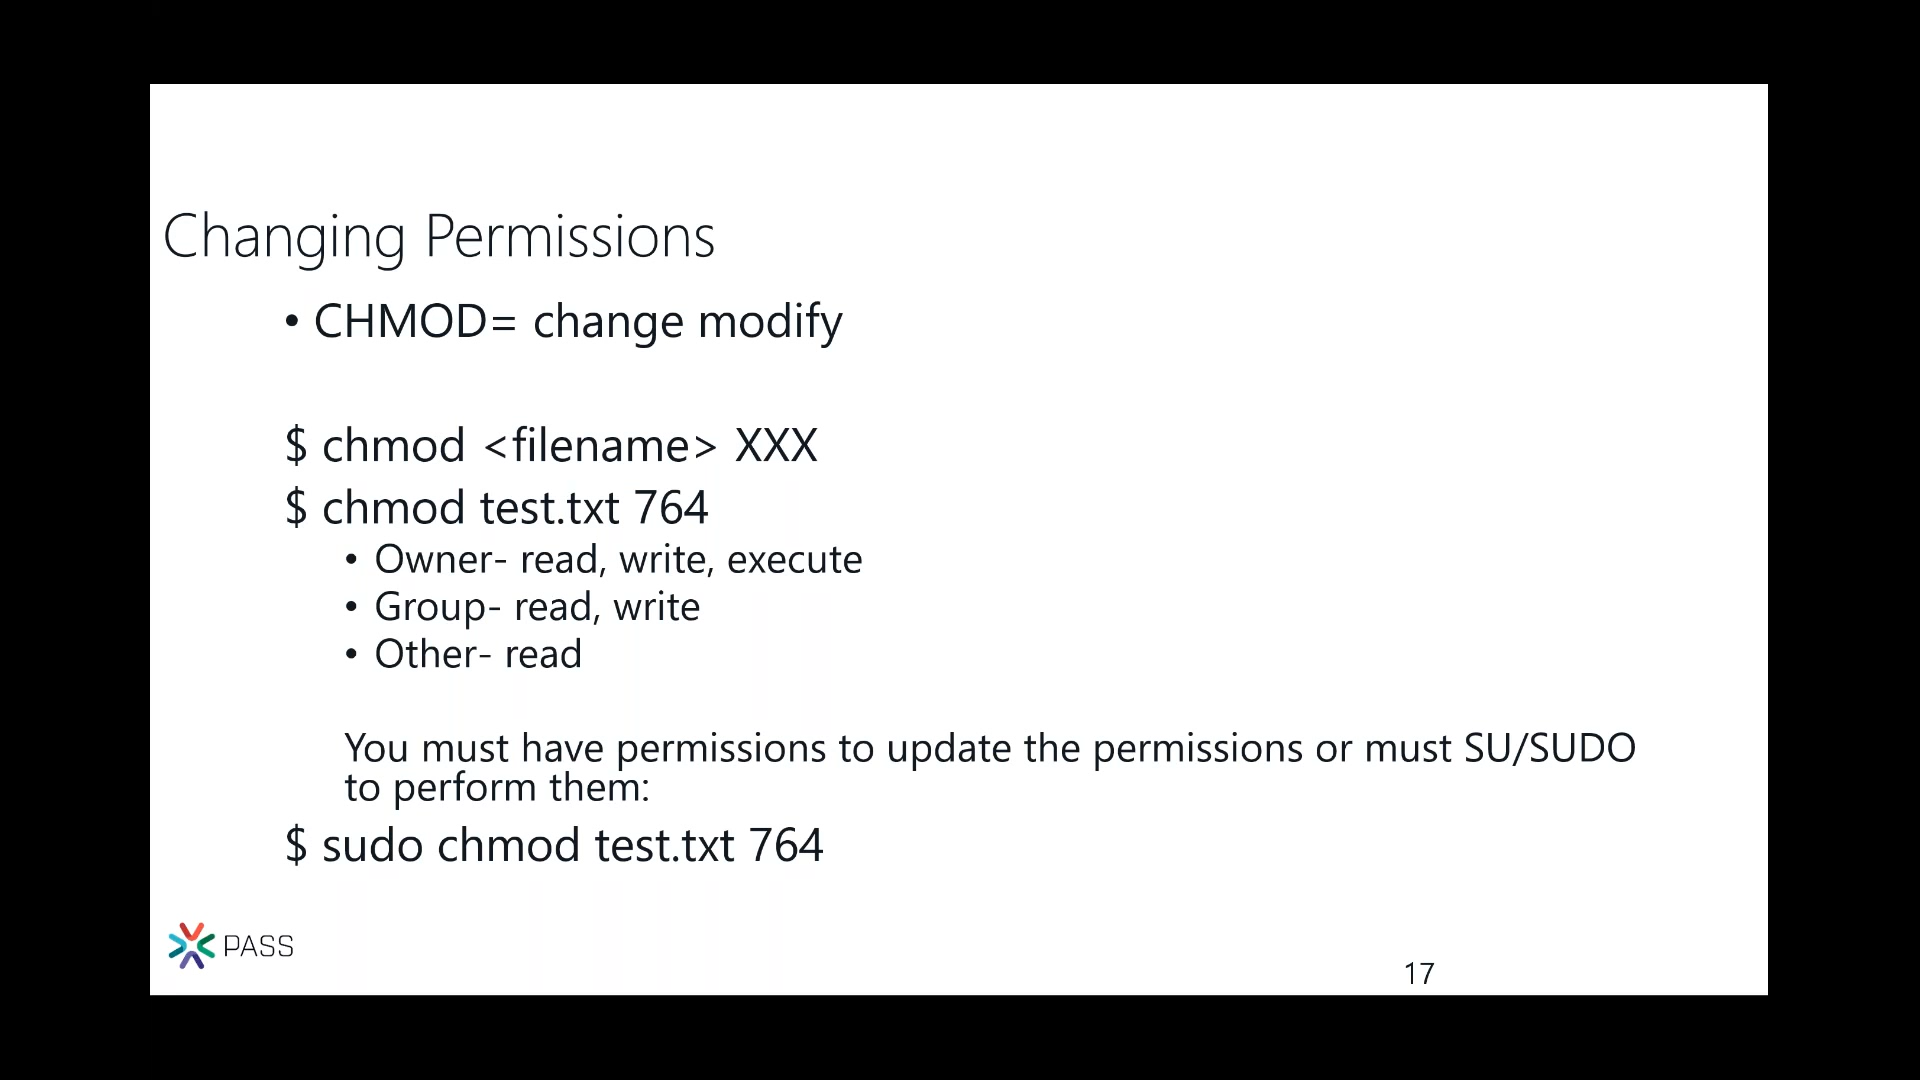 Changing Permissions
• CHMOD= change modify
$ chmod <filename> XXX
$ chmod test.txt 764
• Owner- read, write, execute
• Group- read, write
• Other- read
You must have permissions to update the permissions or must SU/SUDO
to perform them:
$ sudo chmod test.txt 764
PASS
17